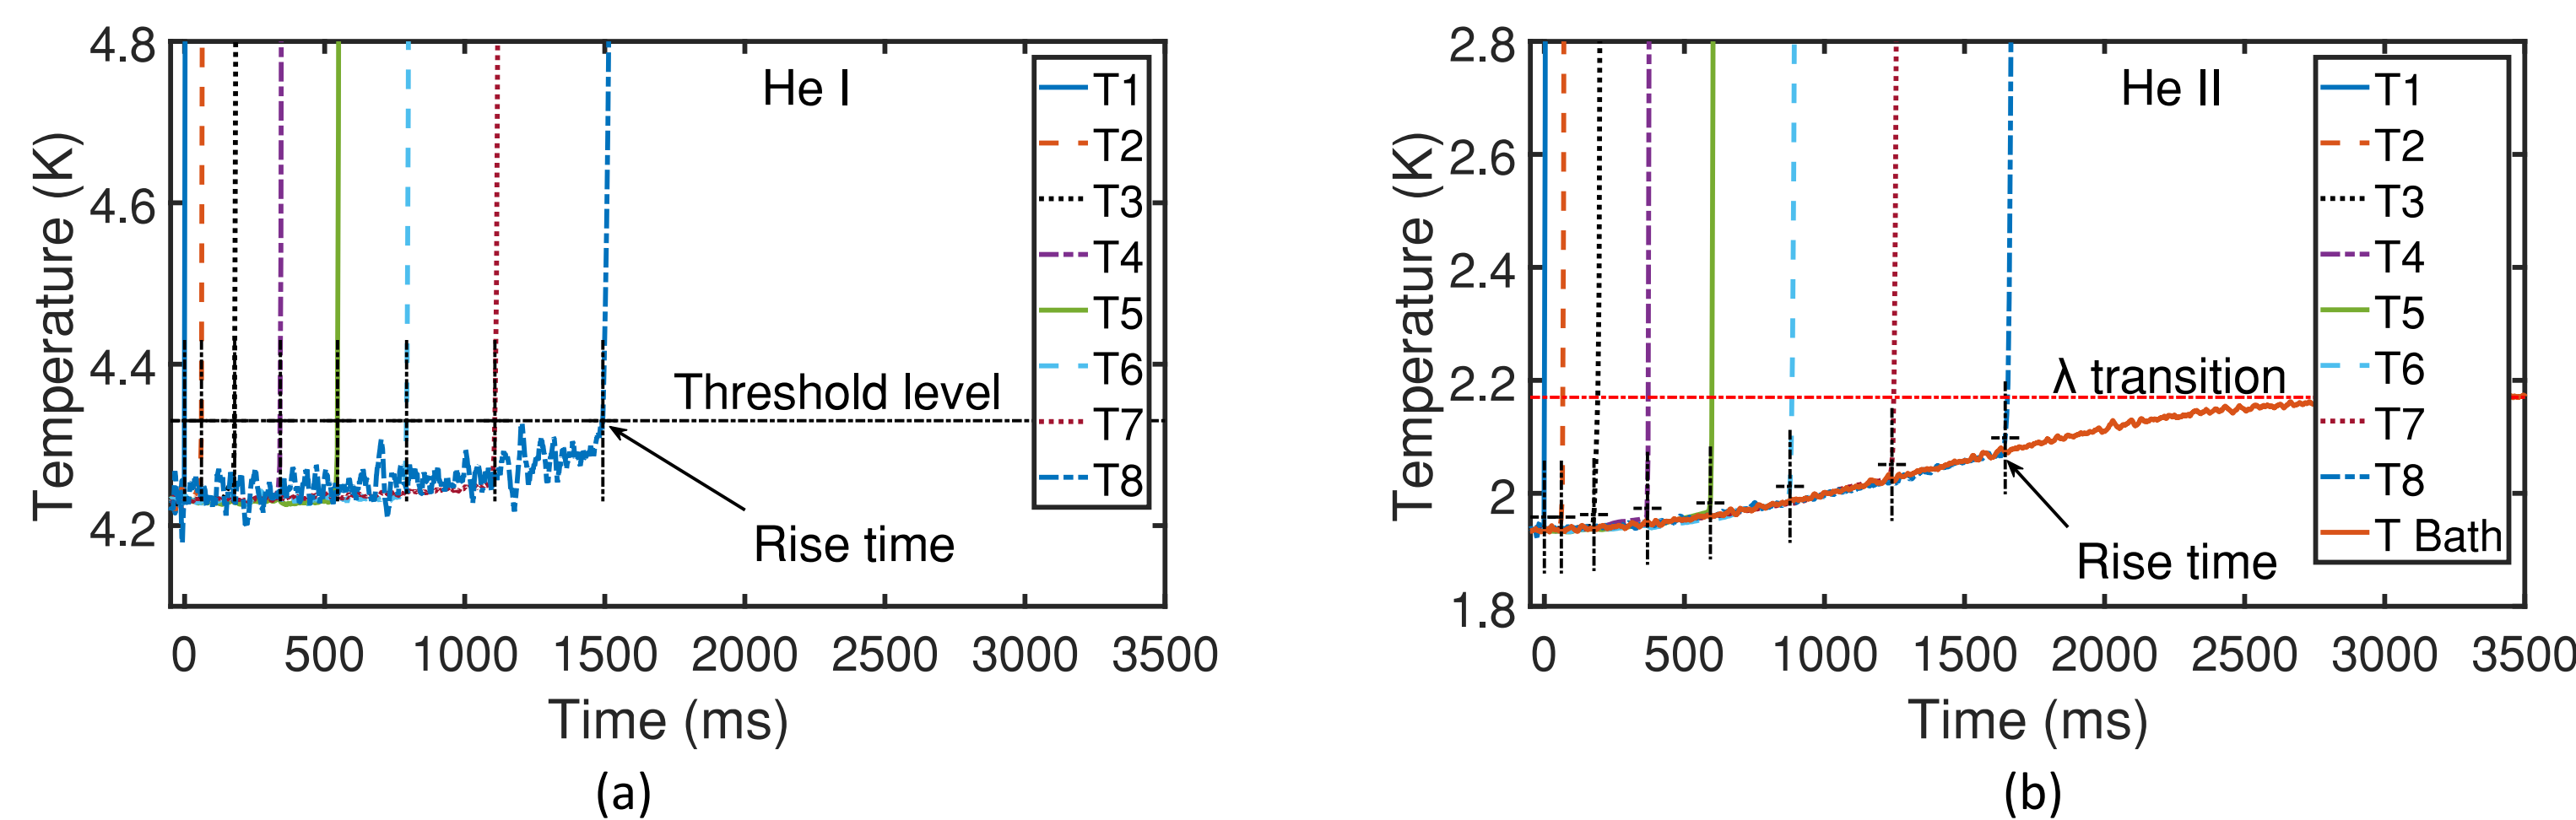 He I
Temperature (K)
4.8
4.6
4.4
4.2
T1
T2
T3
T4
T5
T6
T7
T8
Threshold level
Rise time
0 500 1000 1500 2000 2500 3000 3500
Time (ms)
(a)
He II
Temperature (K)
2.8
2.6
2.4
2.2
2
1.8
T1
T2
T3
T4
T5
T6
T7
T8
T Bath
λ transition
Rise time
0 500 1000 1500 2000 2500 3000 3500
Time (ms)
(b)